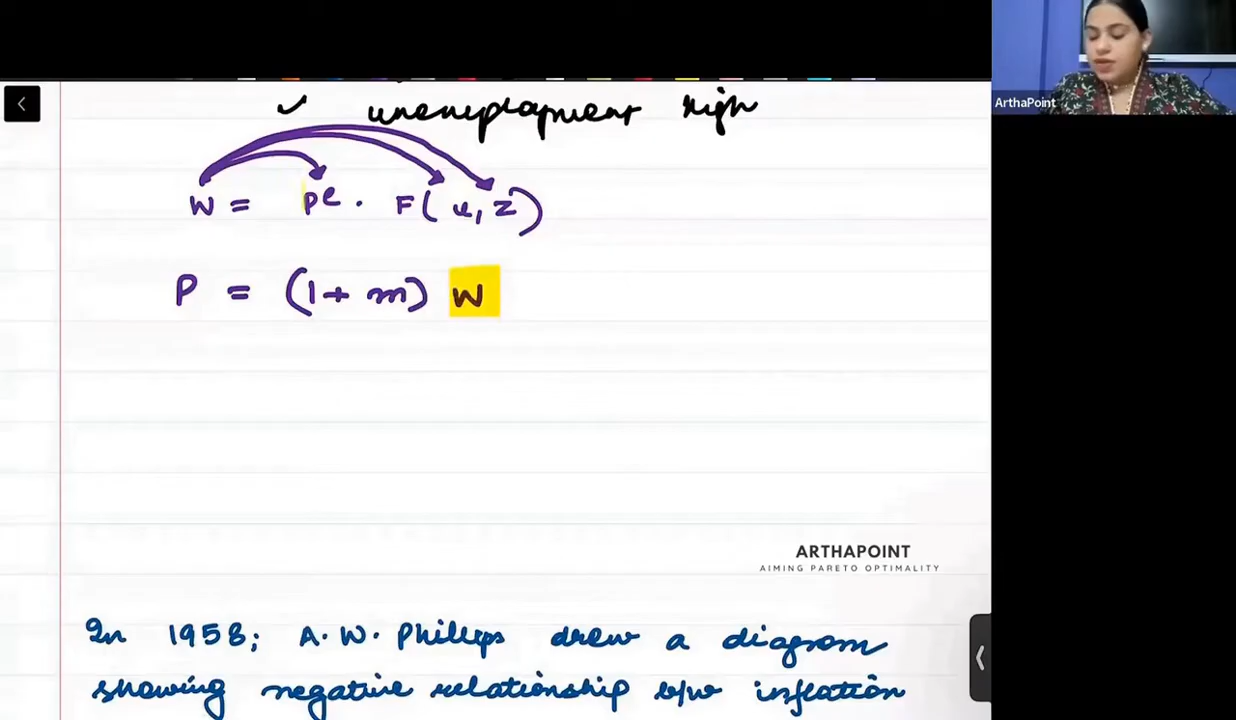 unemployment high
W = Pe . F(u, z)
P = (1+ m) W
ArthaPoint
ARTHAPOINT
AIMING PARETO OPTIMALITY
In 1958; A.W. Phillips drew a diagram
showing negative relationship b/w inflation